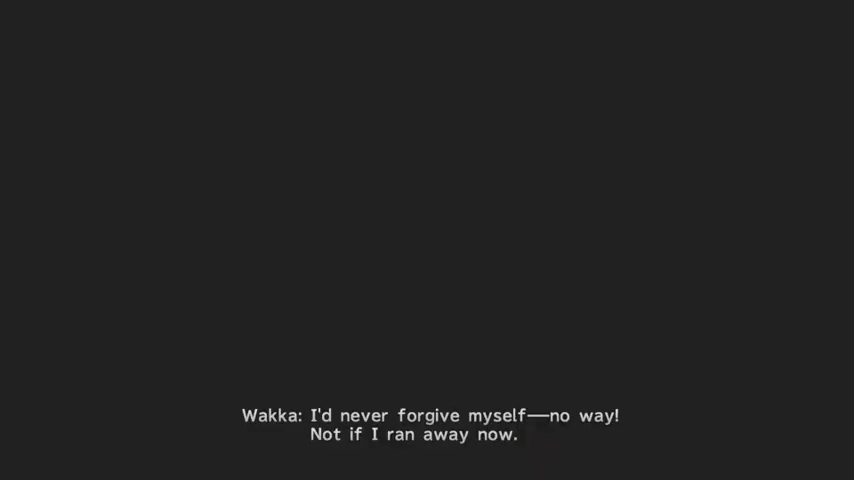 Wakka: I'd never forgive myself—no way!
Not if I ran away now.